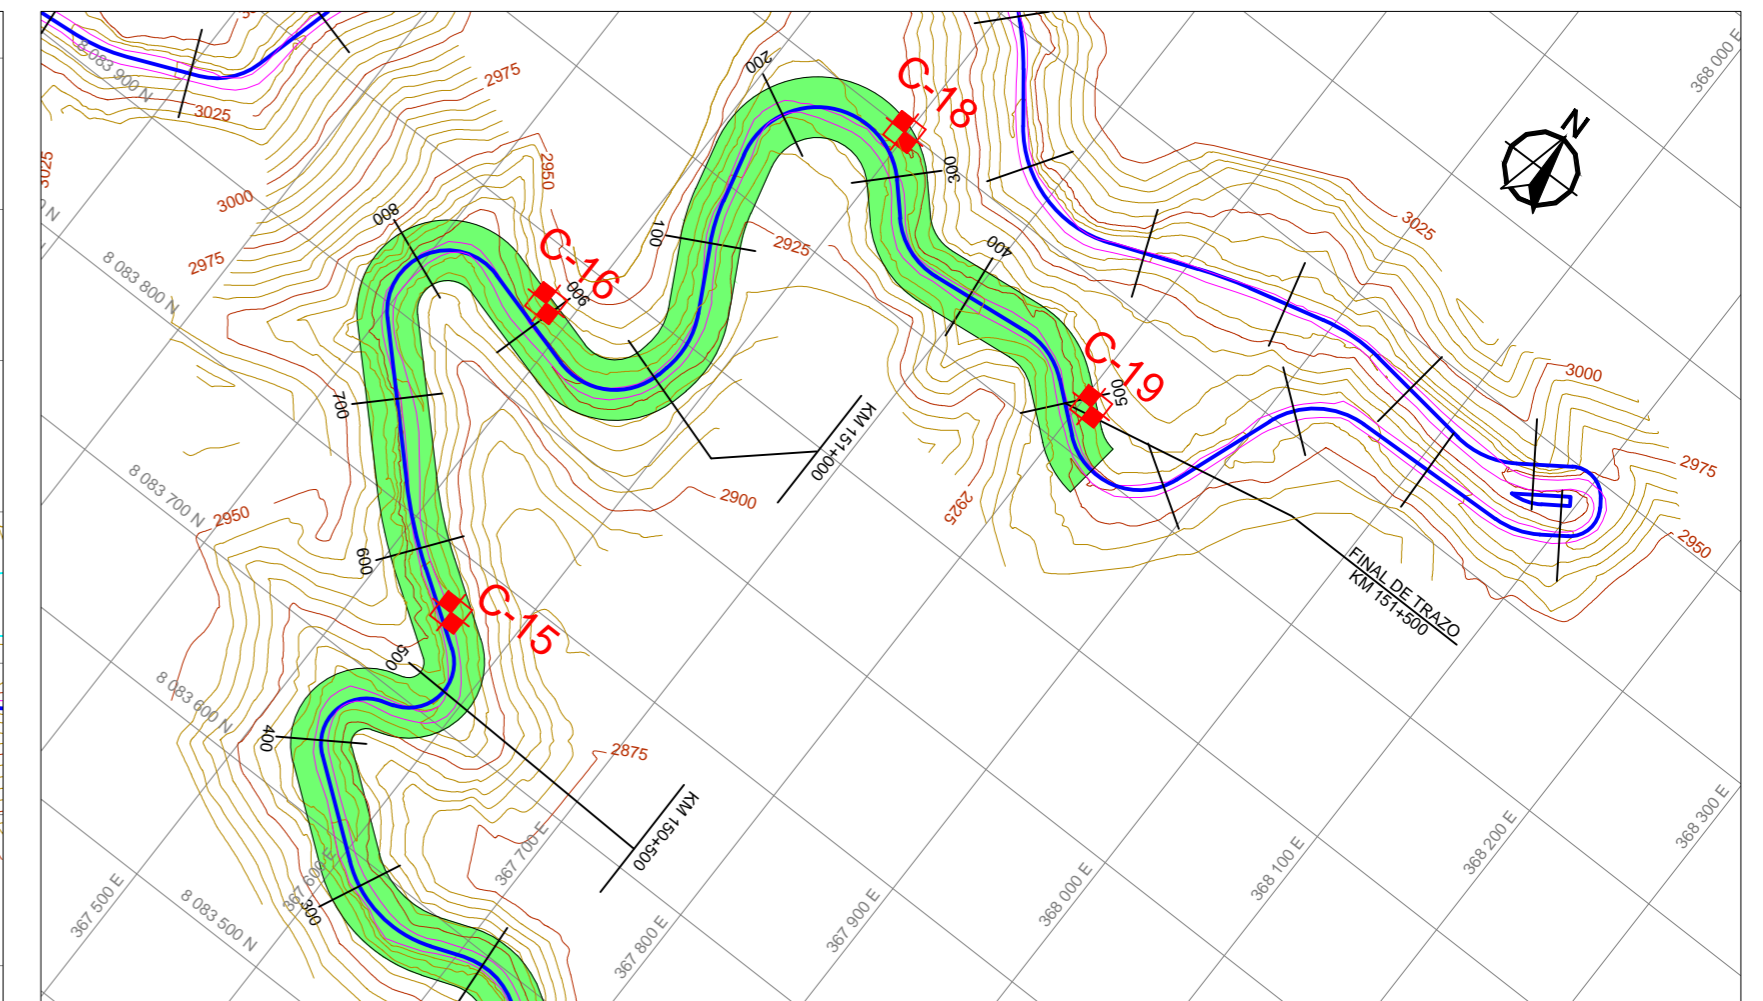 8 083 900 N
3025
2975
200
C-18
N
368 000 E
3025
3000
2975
2950
800
C-16
900
100
2925
300
400
3025
N
8 083 800 N
700
KM 151+000
C-19
500
3000
2975
2950
8 083 700 N
2950
2900
2925
600
FINAL DE TRAZO
KM 151+500
C-15
500
8 083 600 N
400
2875
KM 150+500
300
8 083 500 N
367 500 E
367 600 E
367 700 E
367 800 E
367 900 E
368 000 E
368 100 E
368 200 E
368 300 E